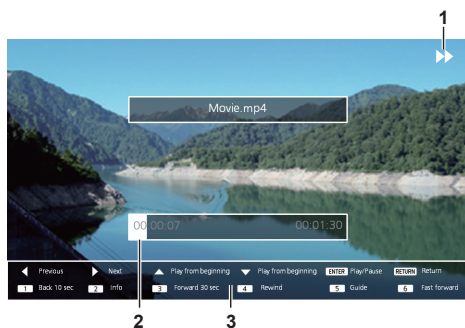 1
Movie.mp4
00:00:07 00:01:30
Previous Next Play from beginning Play from beginning ENTER Play/Pause RETURN Return
1 Back 10 sec 2 Info 3 Forward 30 sec 4 Rewind 5 Guide 6 Fast forward
2 3